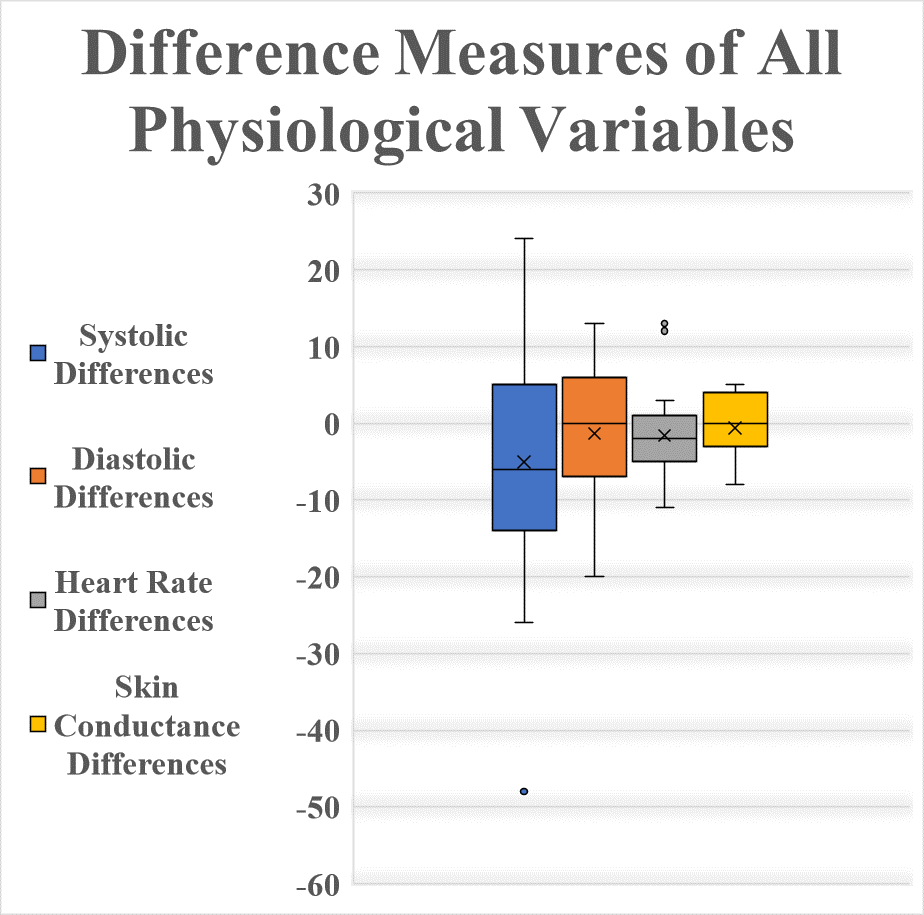 Difference Measures of All
Physiological Variables
Systolic
Differences
Diastolic
Differences
Heart Rate
Differences
Skin
Conductance
Differences
30
20
10
0
-10
-20
-30
-40
-50
-60